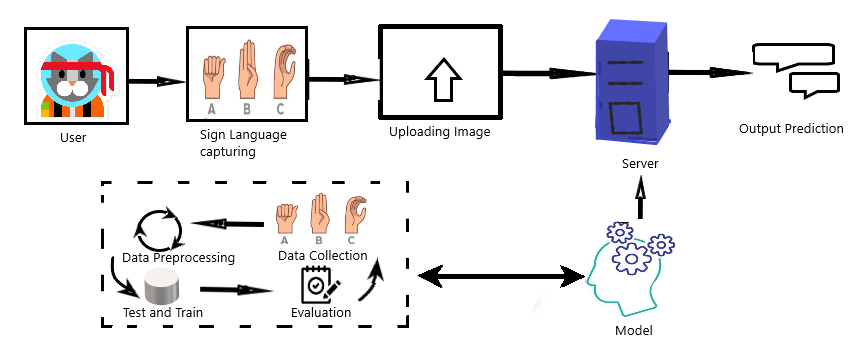 A B C
User
Sign Language
capturing
Uploading Image
Server
Output Prediction
A B C
Data Preprocessing
Data Collection
Test and Train
Evaluation
Model